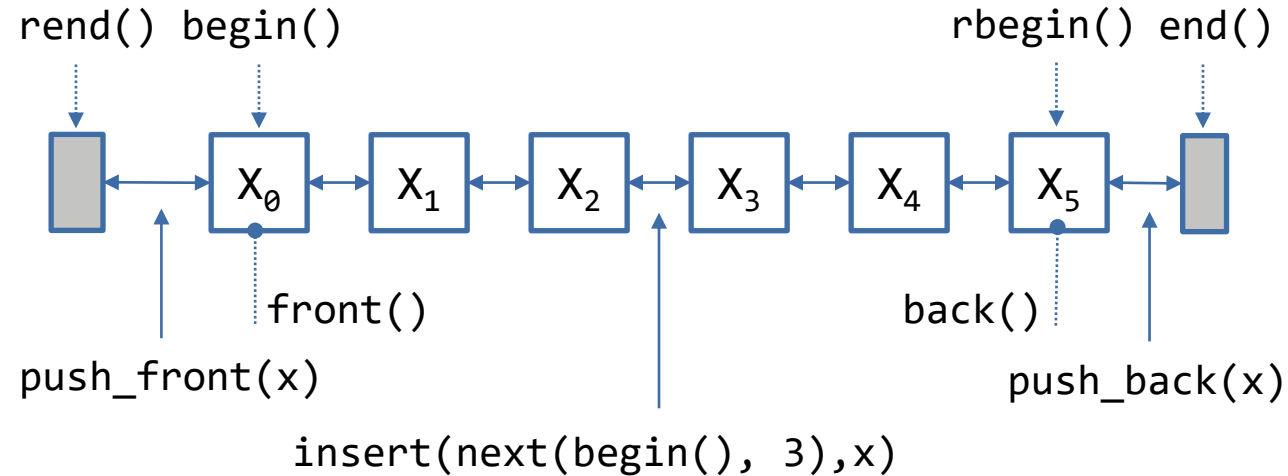 rend() begin() rbegin() end()
X₀ X₁ X₂ X₃ X₄ X₅
front() back()
push_front(x) push_back(x)
insert(next(begin(), 3),x)